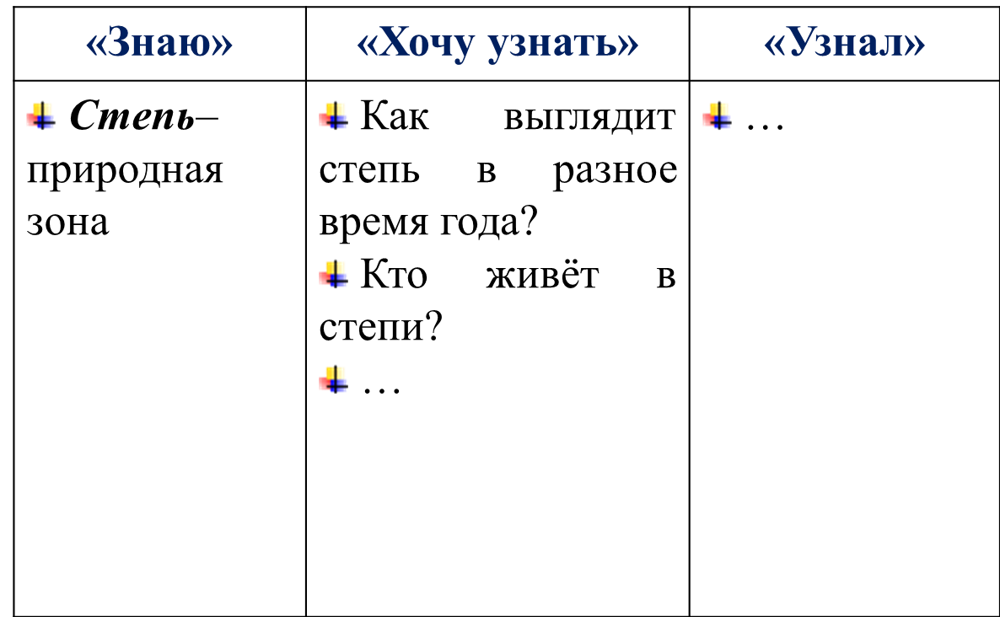 «Знаю»
«Хочу узнать»
«Узнал»
Степь–
природная
зона
Как выглядит
степь в разное
время года?
Кто живёт в
степи?
…
…